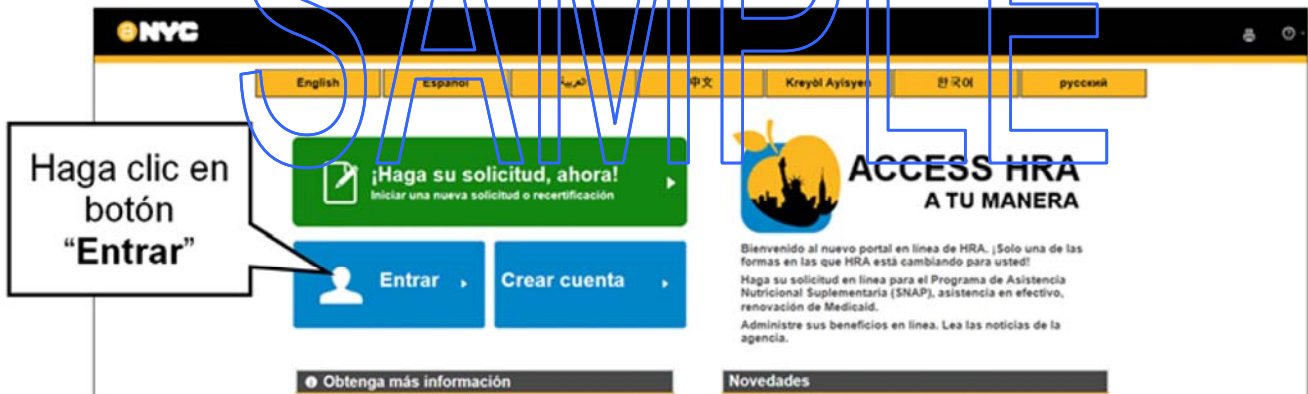 SAMPLE
NYC
English Español العربية 中文 Kreyòl Ayisyen 한국어 русский
Haga clic en
botón
“Entrar”
¡Haga su solicitud, ahora!
Iniciar una nueva solicitud o recertificación
Entrar
Crear cuenta
ACCESS HRA
A TU MANERA
Bienvenido al nuevo portal en línea de HRA. ¡Solo una de las
formas en las que HRA está cambiando para usted!
Haga su solicitud en línea para el Programa de Asistencia
Nutricional Suplementaria (SNAP), asistencia en efectivo,
renovación de Medicaid.
Administre sus beneficios en línea. Lea las noticias de la
agencia.
Obtenga más información
Novedades